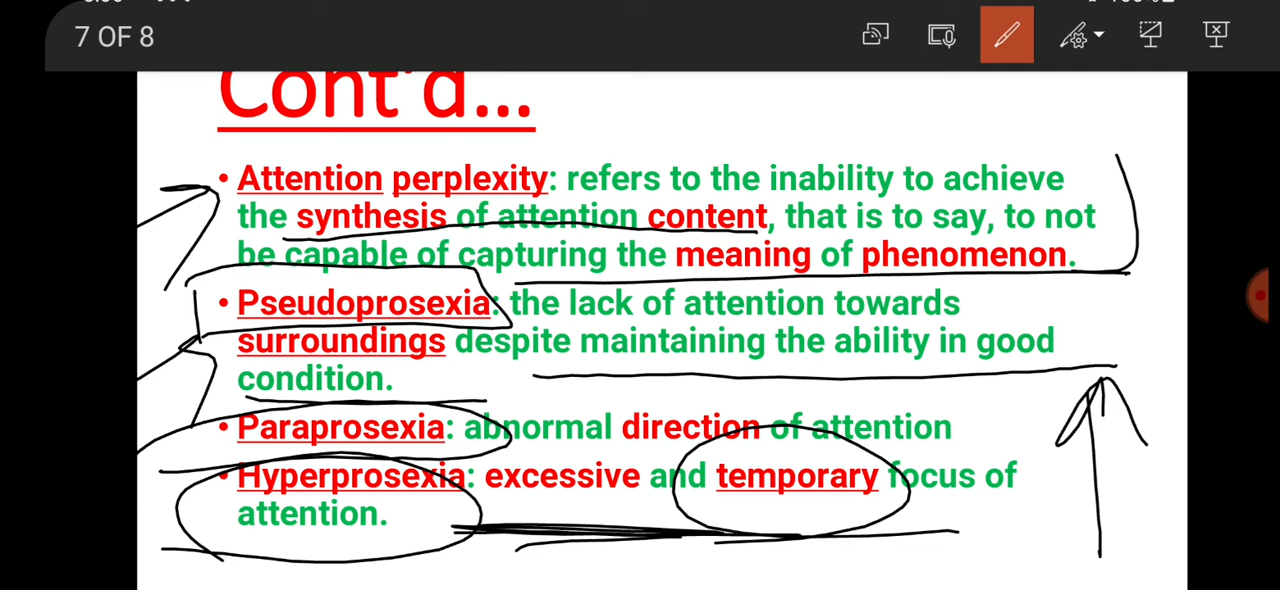 7 OF 8
Cont'd...
• Attention perplexity: refers to the inability to achieve
the synthesis of attention content, that is to say, to not
be capable of capturing the meaning of phenomenon.
• Pseudoprosexia: the lack of attention towards
surroundings despite maintaining the ability in good
condition.
• Paraprosexia: abnormal direction of attention
• Hyperprosexia: excessive and temporary focus of
attention.